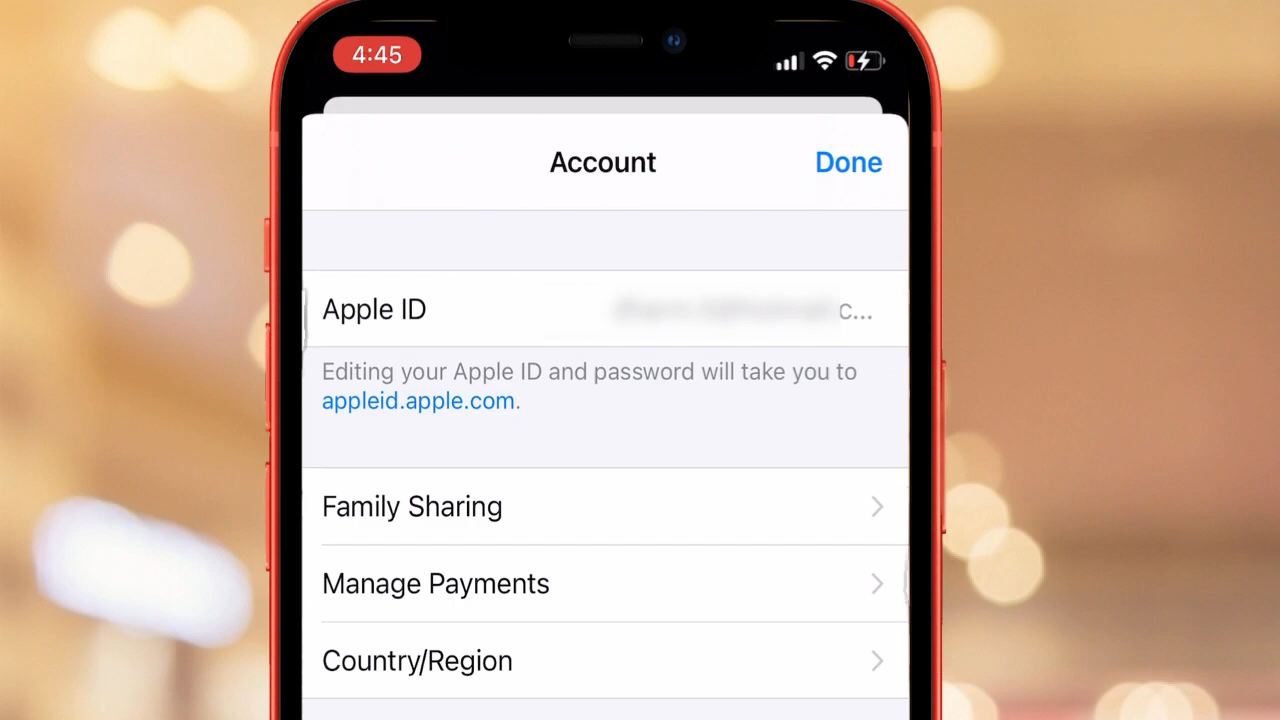 4:45
Account
Done
Apple ID
c...
Editing your Apple ID and password will take you to
appleid.apple.com.
Family Sharing
Manage Payments
Country/Region